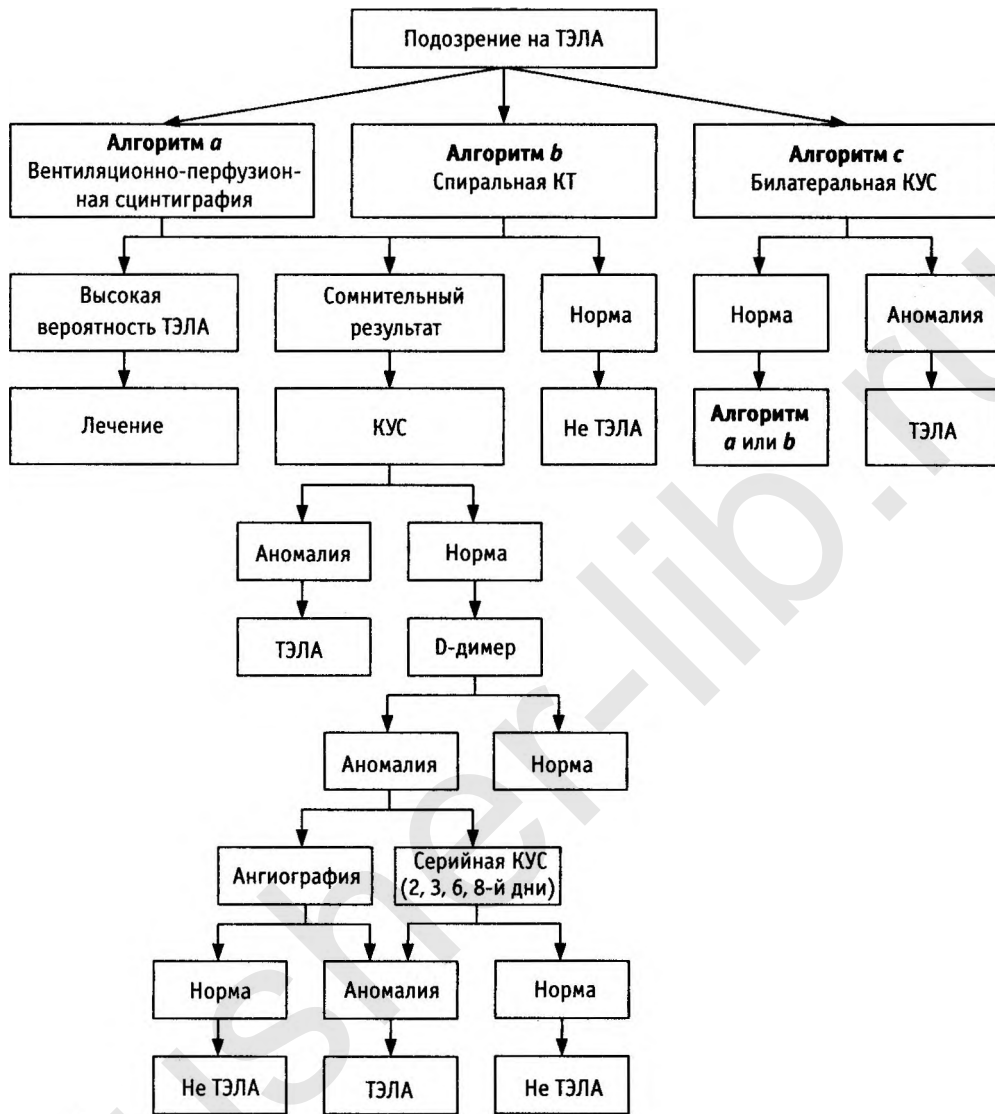 Подозрение на ТЭЛА
Алгоритм a
Вентиляционно-перфузион-
ная сцинтиграфия
Алгоритм b
Спиральная КТ
Алгоритм c
Билатеральная КУС
Высокая
вероятность ТЭЛА
Сомнительный
результат
Норма
Норма
Аномалия
Лечение
КУС
Не ТЭЛА
Алгоритм
a или b
ТЭЛА
Аномалия
Норма
ТЭЛА
D-димер
Аномалия
Норма
Ангиография
Серийная КУС
(2, 3, 6, 8-й дни)
Норма
Аномалия
Норма
Не ТЭЛА
ТЭЛА
Не ТЭЛА